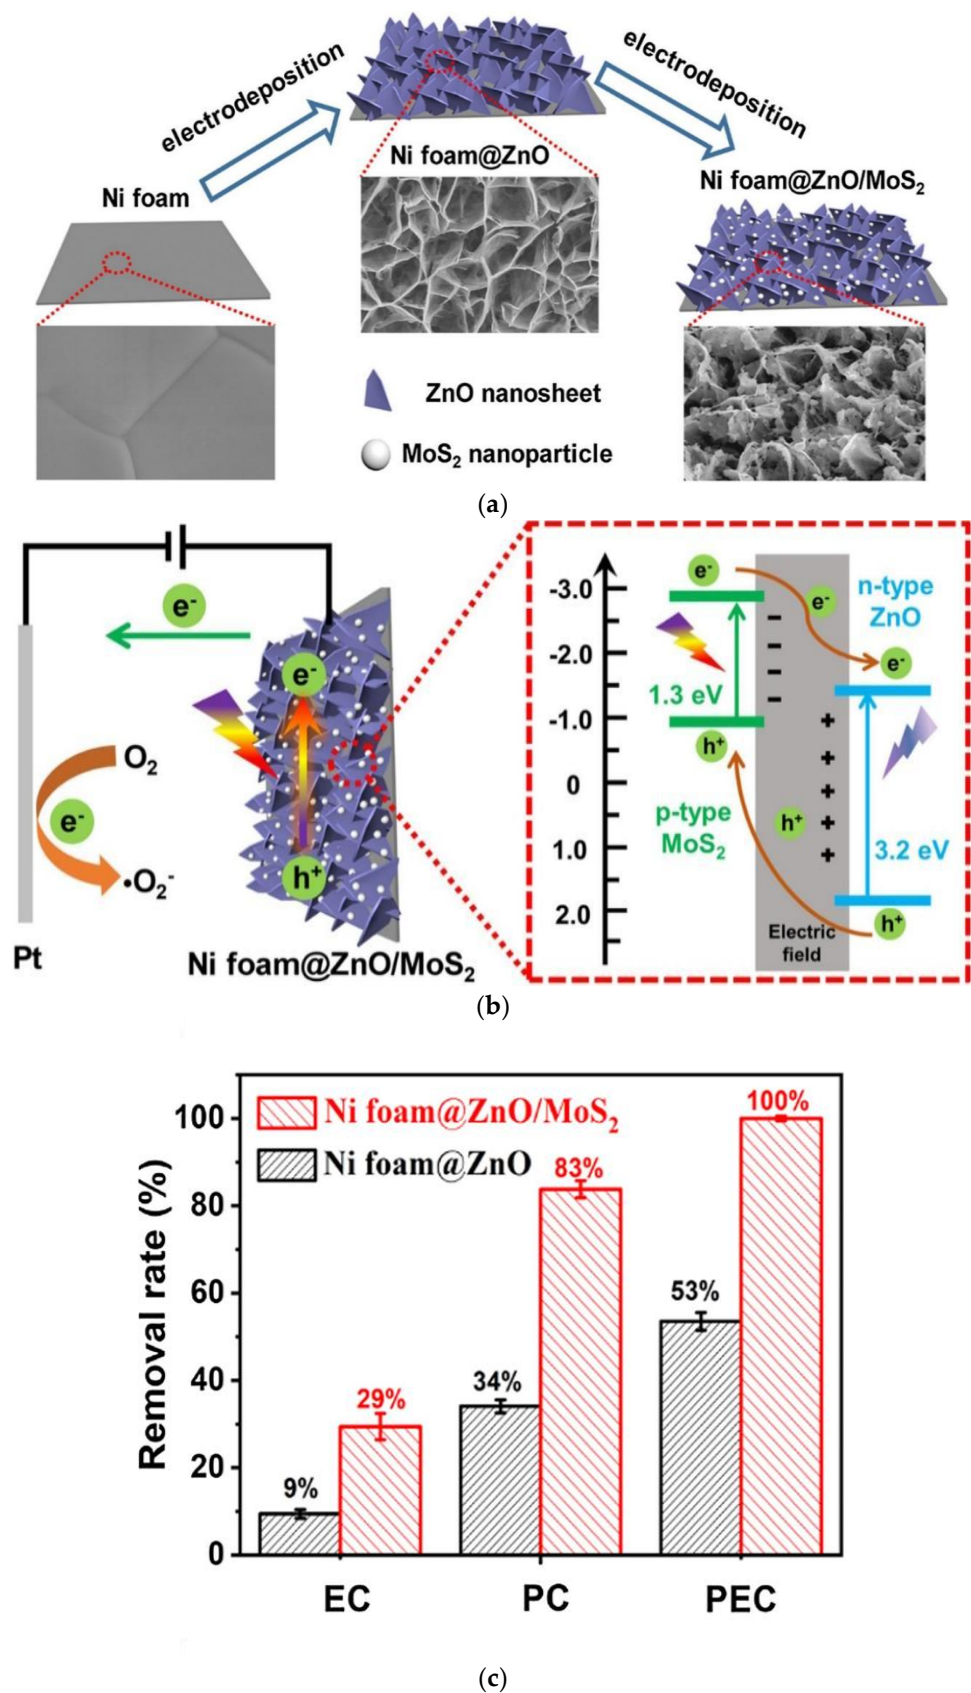 electrodeposition
electrodeposition
Ni foam@ZnO
Ni foam@ZnO/MoS₂
Ni foam
ZnO nanosheet
MoS₂ nanoparticle
(a)
e⁻
e⁻
h⁺
O₂
e⁻
•O₂⁻
Pt
Ni foam@ZnO/MoS₂
-3.0
-2.0
-1.0
0
1.0
2.0
e⁻
e⁻
n-type
ZnO
e⁻
1.3 eV
h⁺
p-type
MoS₂
h⁺
3.2 eV
h⁺
Electric
field
(b)
Removal rate (%)
100
80
60
40
20
0
Ni foam@ZnO/MoS₂
Ni foam@ZnO
9%
29%
34%
83%
53%
100%
EC
PC
PEC
(c)